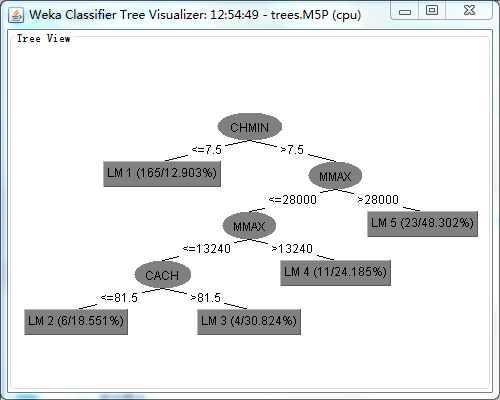 Weka Classifier Tree Visualizer: 12:54:49 - trees.M5P (cpu)
Tree View
CHMIN
<=7.5 >7.5
LM 1 (165/12.903%)
MMAX
<=28000 >28000
MMAX
LM 5 (23/48.302%)
<=13240 >13240
CACH
LM 4 (11/24.185%)
<=81.5 >81.5
LM 2 (6/18.551%)
LM 3 (4/30.824%)